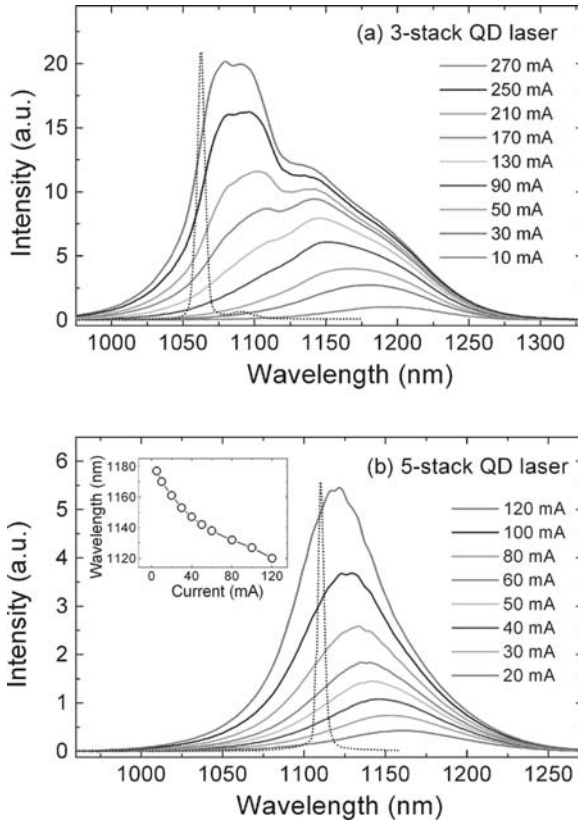 (a) 3-stack QD laser
270 mA
250 mA
210 mA
170 mA
130 mA
90 mA
50 mA
30 mA
10 mA
Intensity (a.u.)
20
15
10
5
0
1000 1050 1100 1150 1200 1250 1300
Wavelength (nm)
(b) 5-stack QD laser
120 mA
100 mA
80 mA
60 mA
50 mA
40 mA
30 mA
20 mA
Wavelength (nm)
1180
1160
1140
1120
0 40 80 120
Current (mA)
Intensity (a.u.)
6
5
4
3
2
1
0
1000 1050 1100 1150 1200 1250
Wavelength (nm)